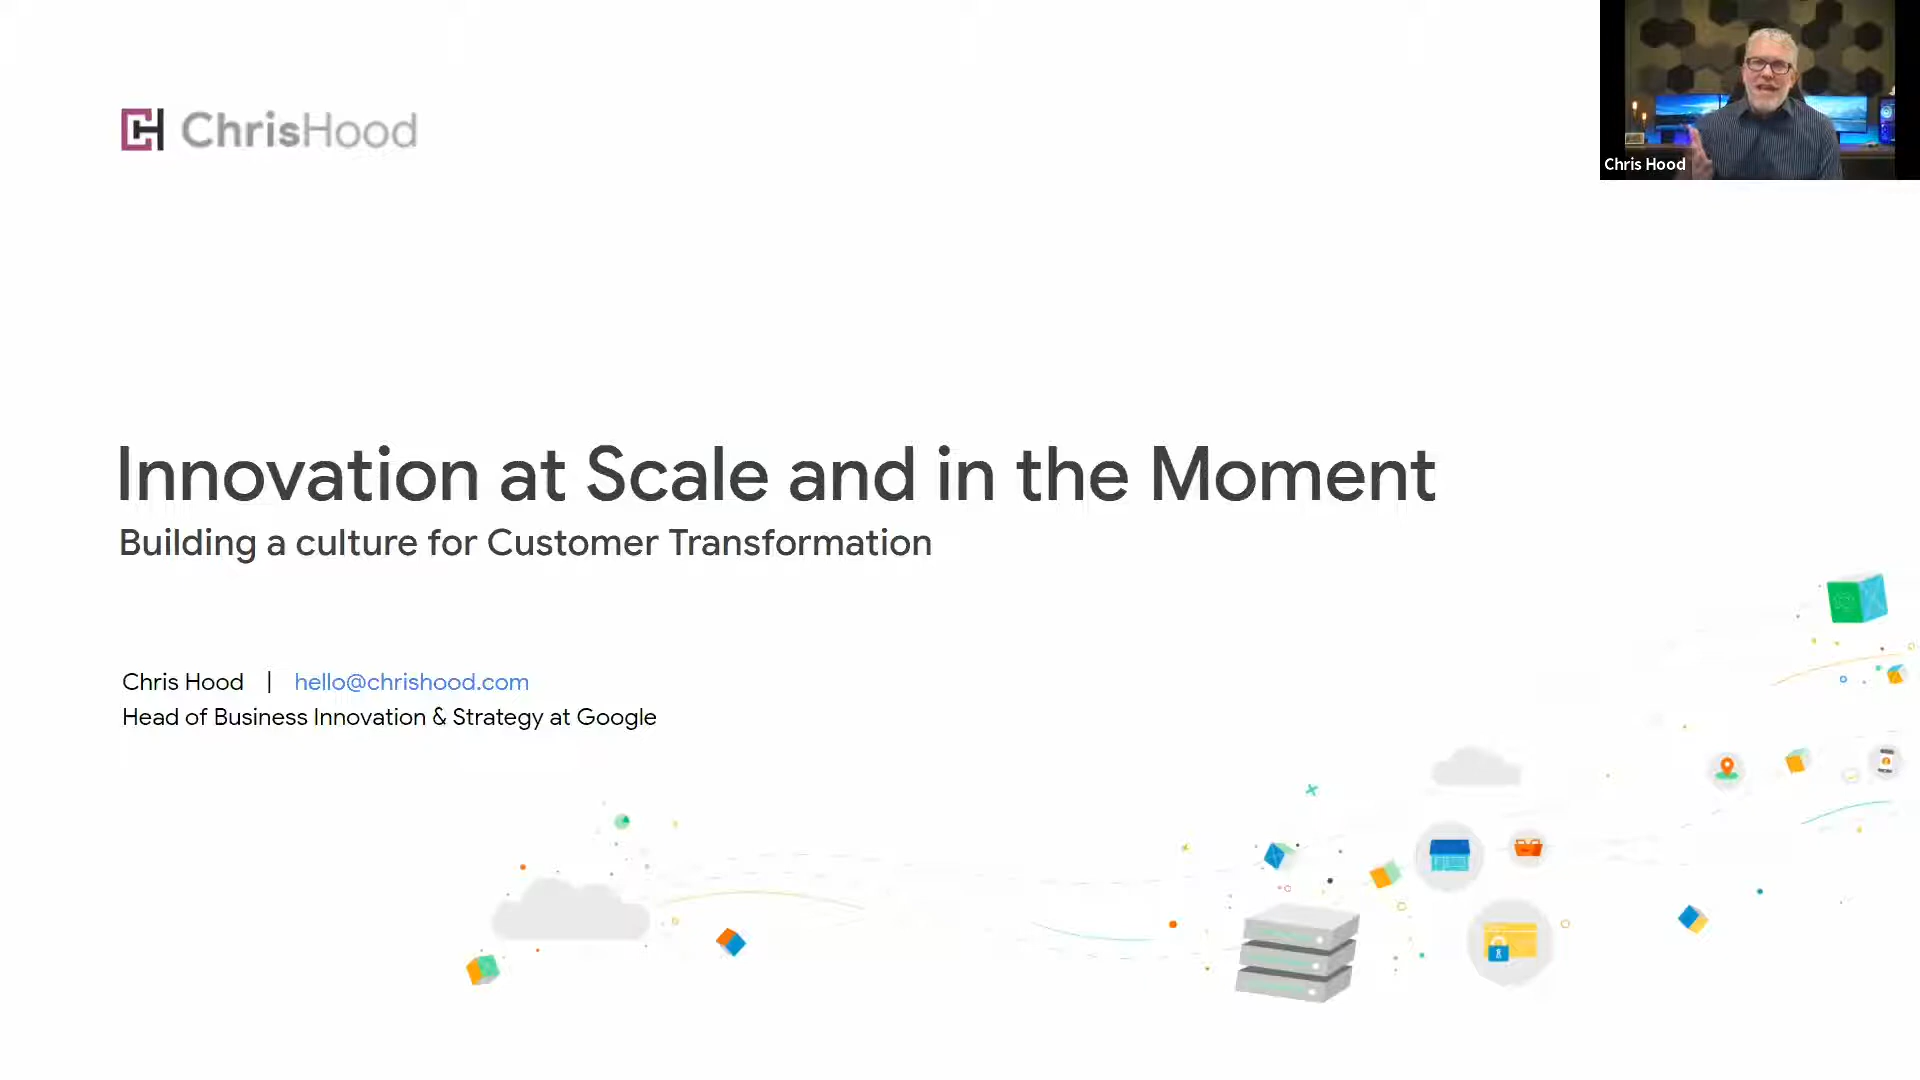 ChrisHood
Chris Hood
Innovation at Scale and in the Moment
Building a culture for Customer Transformation
Chris Hood | hello@chrishood.com
Head of Business Innovation & Strategy at Google